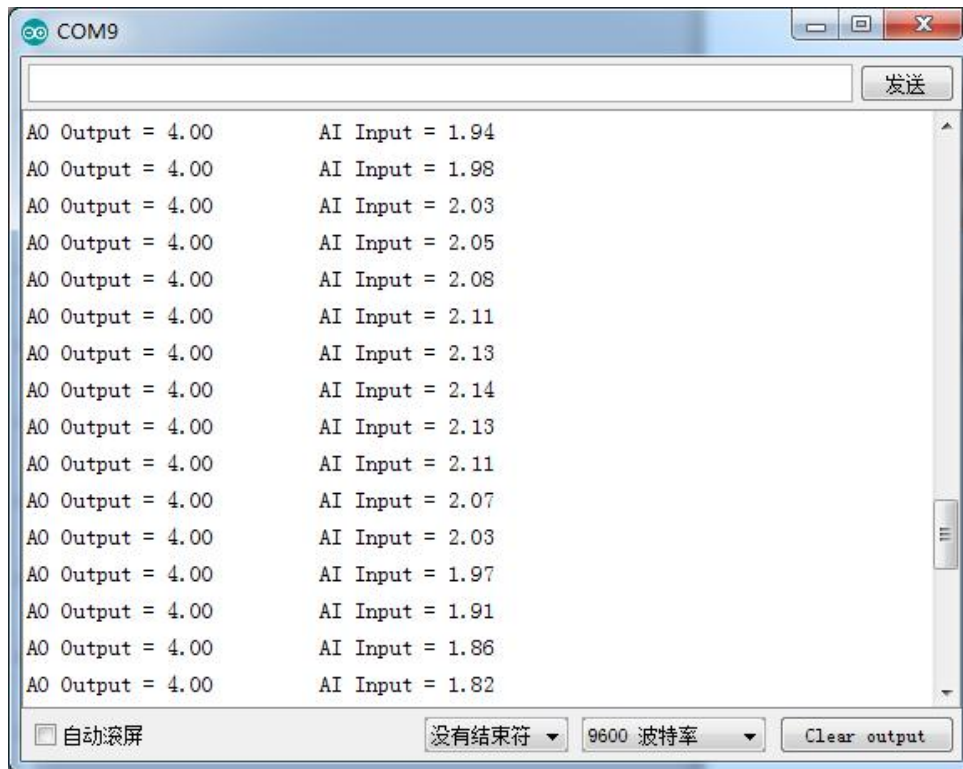 COM9
发送
AO Output = 4.00 AI Input = 1.94
AO Output = 4.00 AI Input = 1.98
AO Output = 4.00 AI Input = 2.03
AO Output = 4.00 AI Input = 2.05
AO Output = 4.00 AI Input = 2.08
AO Output = 4.00 AI Input = 2.11
AO Output = 4.00 AI Input = 2.13
AO Output = 4.00 AI Input = 2.14
AO Output = 4.00 AI Input = 2.13
AO Output = 4.00 AI Input = 2.11
AO Output = 4.00 AI Input = 2.07
AO Output = 4.00 AI Input = 2.03
AO Output = 4.00 AI Input = 1.97
AO Output = 4.00 AI Input = 1.91
AO Output = 4.00 AI Input = 1.86
AO Output = 4.00 AI Input = 1.82
自动滚屏 没有结束符 9600 波特率 Clear output